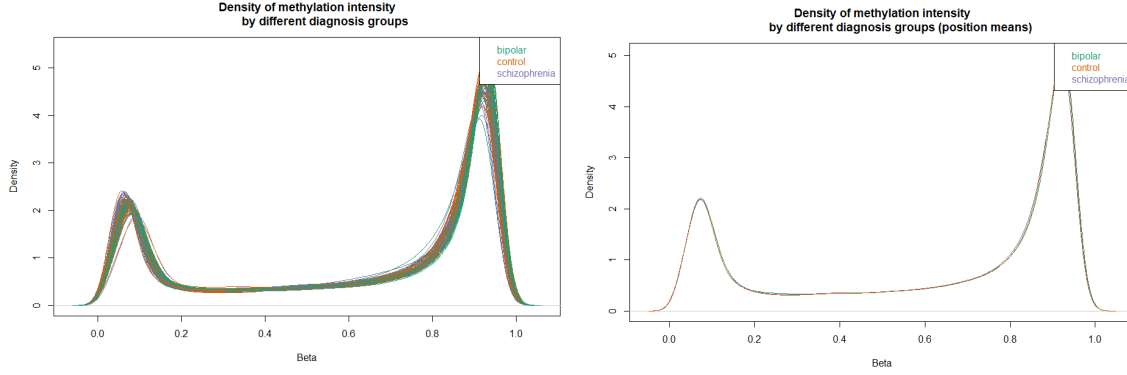 Density of methylation intensity
by different diagnosis groups
bipolar
control
schizophrenia
5
4
3
2
1
0
Density
0.0 0.2 0.4 0.6 0.8 1.0
Beta
Density of methylation intensity
by different diagnosis groups (position means)
bipolar
control
schizophrenia
5
4
3
2
1
0
Density
0.0 0.2 0.4 0.6 0.8 1.0
Beta